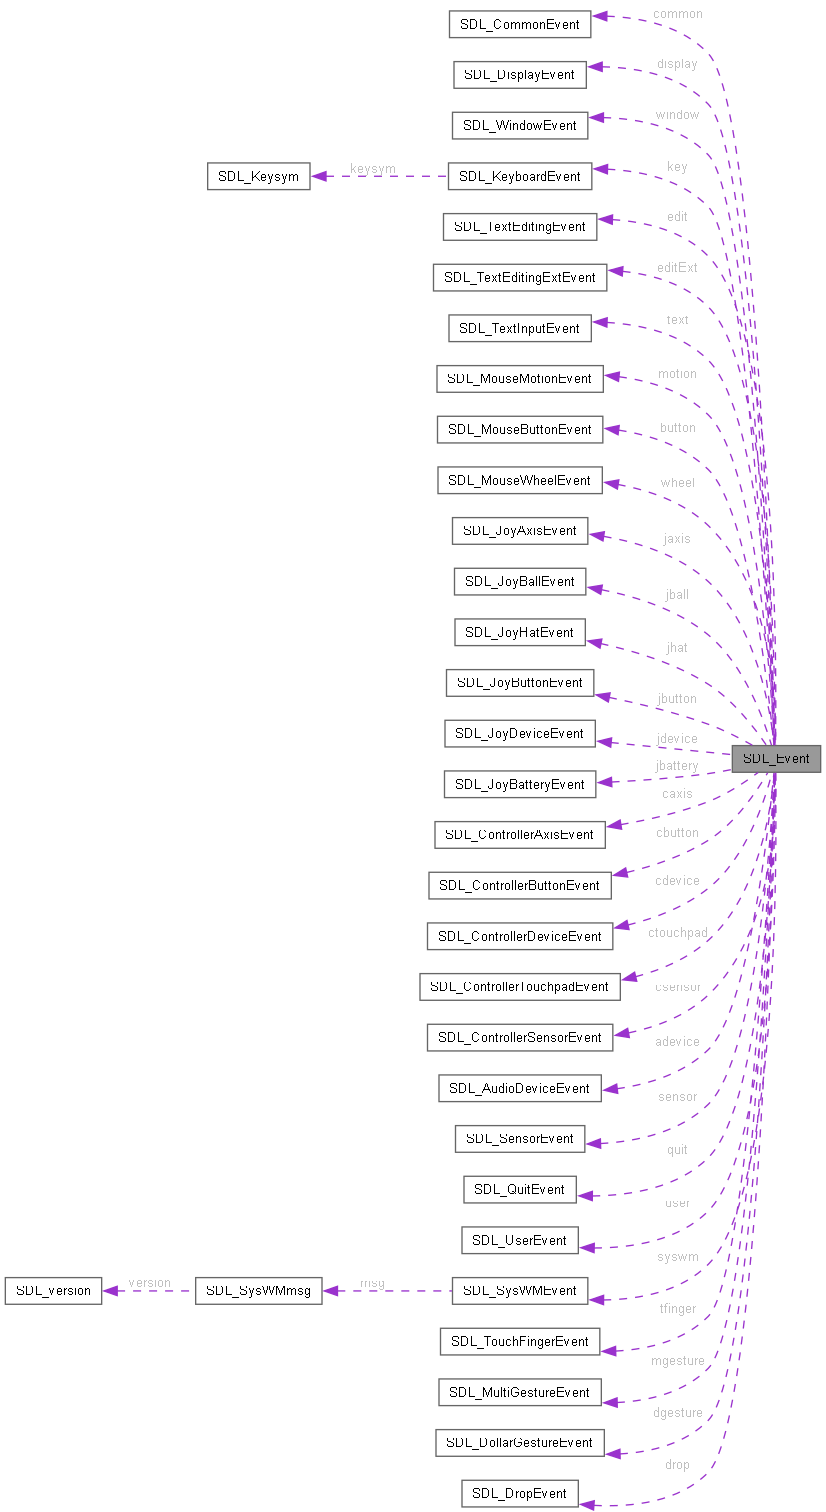 common
SDL_CommonEvent
display
SDL_DisplayEvent
window
SDL_WindowEvent
key
keysym
SDL_Keysym
SDL_KeyboardEvent
edit
SDL_TextEditingEvent
editExt
SDL_TextEditingExtEvent
text
SDL_TextInputEvent
motion
SDL_MouseMotionEvent
button
SDL_MouseButtonEvent
wheel
SDL_MouseWheelEvent
jaxis
SDL_JoyAxisEvent
jball
SDL_JoyBallEvent
jhat
SDL_JoyHatEvent
jbutton
SDL_JoyButtonEvent
jdevice
SDL_JoyDeviceEvent
SDL_Event
jbattery
SDL_JoyBatteryEvent
caxis
SDL_ControllerAxisEvent
cbutton
SDL_ControllerButtonEvent
cdevice
SDL_ControllerDeviceEvent
ctouchpad
SDL_ControllerTouchpadEvent
csensor
SDL_ControllerSensorEvent
adevice
SDL_AudioDeviceEvent
sensor
SDL_SensorEvent
quit
SDL_QuitEvent
user
SDL_UserEvent
syswm
version
msg
SDL_version
SDL_SysWMmsg
SDL_SysWMEvent
tfinger
SDL_TouchFingerEvent
mgesture
SDL_MultiGestureEvent
dgesture
SDL_DollarGestureEvent
drop
SDL_DropEvent